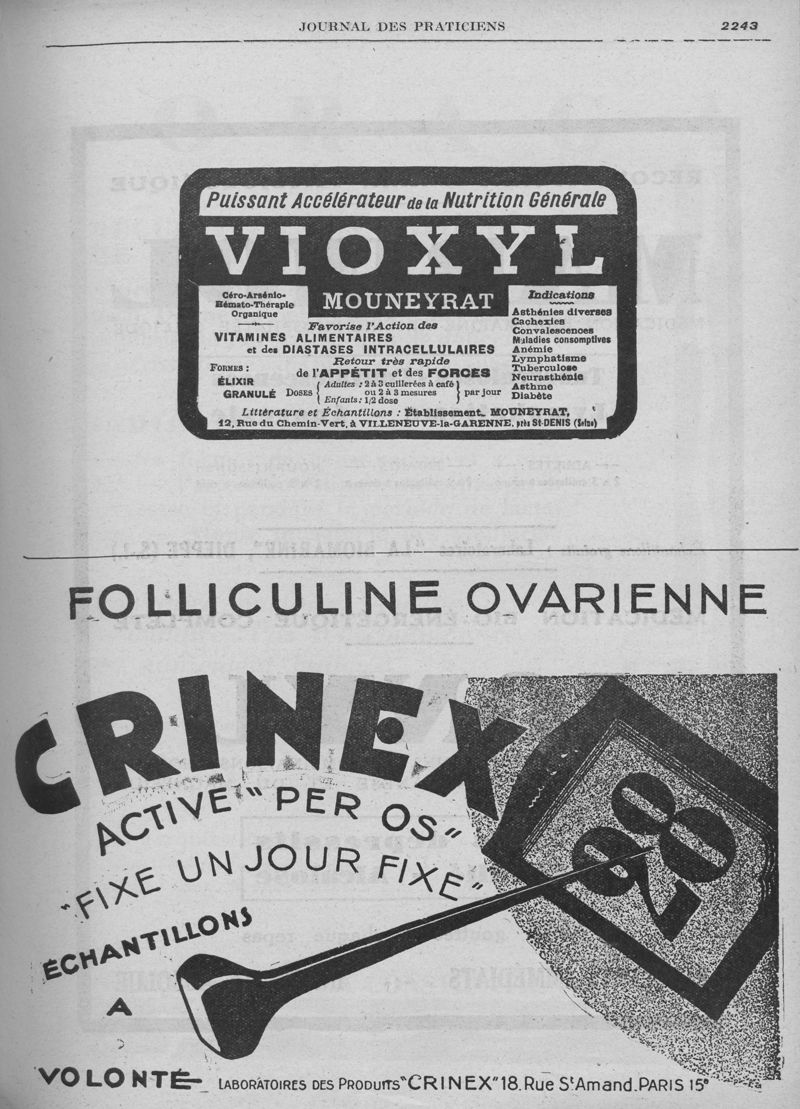 JOURNAL DES PRATICIENS 2243
Puissant Accélérateur de la Nutrition Générale
VIOXYL
MOUNEYRAT
Céro-Arsénio-
Hémato-Thérapie
Organique
Favorise l'Action des
VITAMINES ALIMENTAIRES
et des DIASTASES INTRACELLULAIRES
Retour très rapide
de l'APPÉTIT et des FORCES
FORMES :
ÉLIXIR
GRANULÉ
DOSES { Adultes : 2 à 3 cuillerées à café
ou 2 à 3 mesures
Enfants : 1/2 dose } par jour
Indications
Asthénies diverses
Cachexies
Convalescences
Maladies consomptives
Anémie
Lymphatisme
Tuberculose
Neurasthénie
Asthme
Diabète
Littérature et Échantillons : Établissement MOUNEYRAT,
12, Rue du Chemin-Vert, à VILLENEUVE-la-GARENNE, près St-DENIS (Seine)
FOLLICULINE OVARIENNE
CRINEX
ACTIVE "PER OS"
"FIXE UN JOUR FIXE"
28
ÉCHANTILLONS
A
VOLONTÉ
LABORATOIRES DES PRODUITS "CRINEX" 18. RUE St AMAND. PARIS 15e